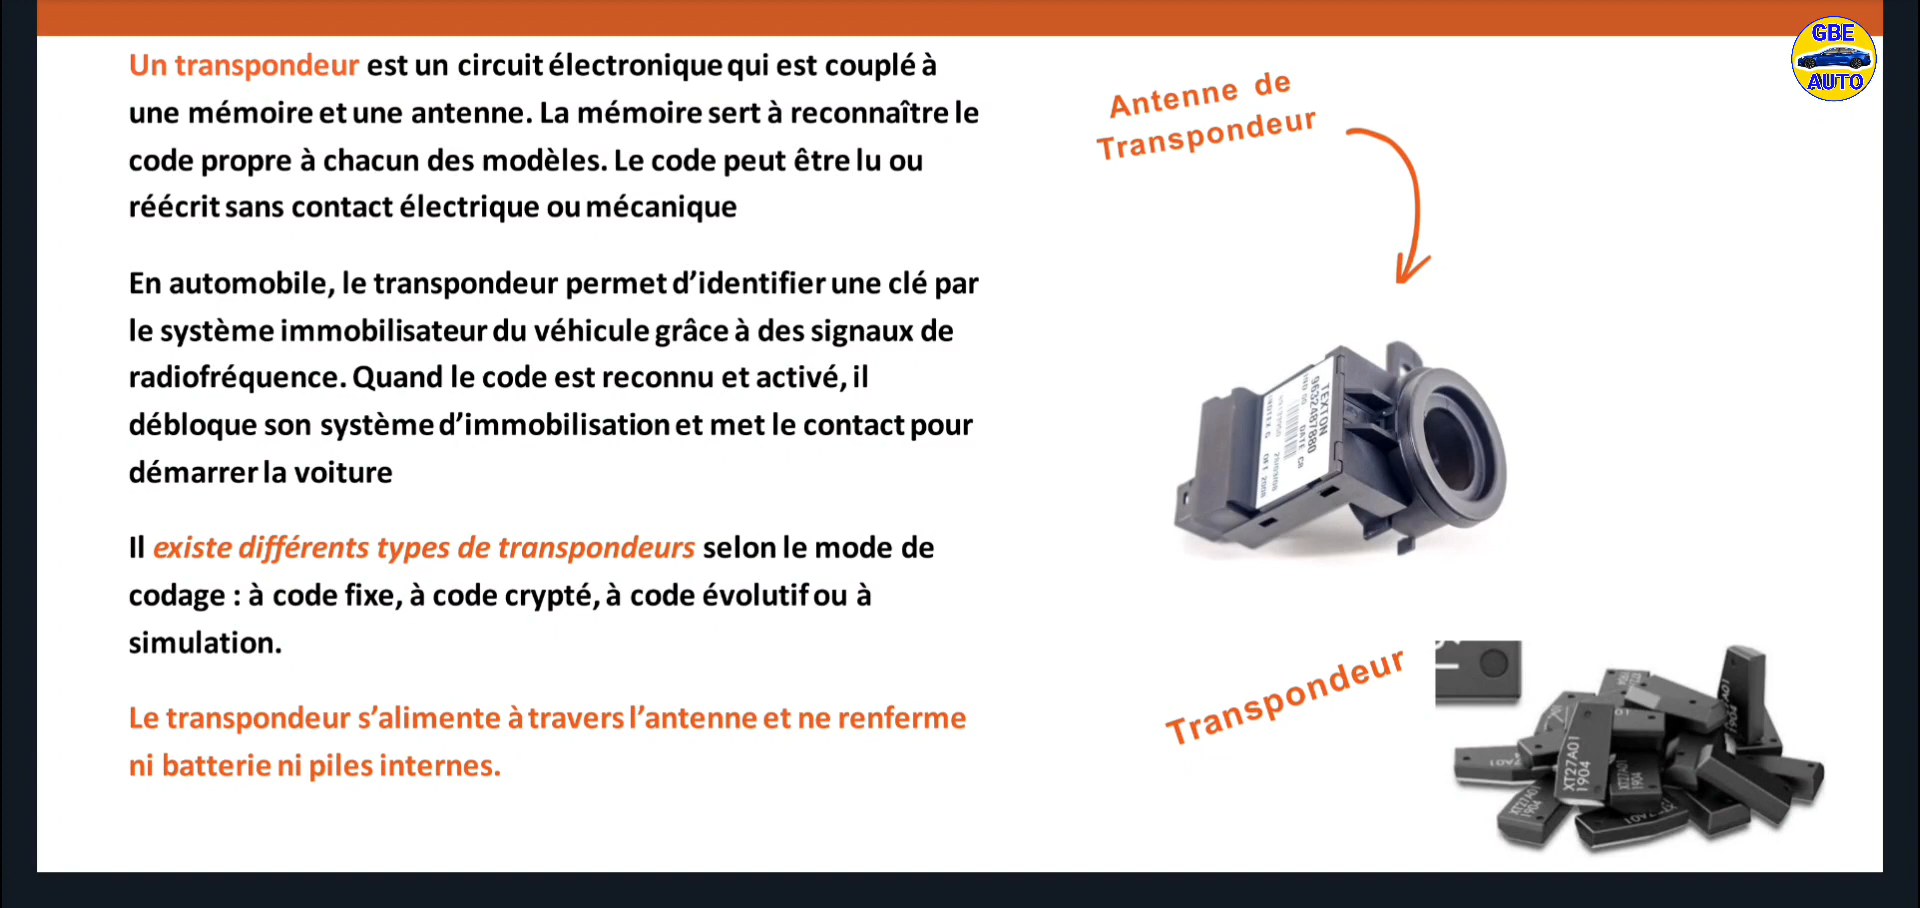 GBE
AUTO
Un transpondeur est un circuit électronique qui est couplé à
une mémoire et une antenne. La mémoire sert à reconnaître le
code propre à chacun des modèles. Le code peut être lu ou
réécrit sans contact électrique ou mécanique
En automobile, le transpondeur permet d’identifier une clé par
le système immobilisateur du véhicule grâce à des signaux de
radiofréquence. Quand le code est reconnu et activé, il
débloque son système d’immobilisation et met le contact pour
démarrer la voiture
Il existe différents types de transpondeurs selon le mode de
codage : à code fixe, à code crypté, à code évolutif ou à
simulation.
Le transpondeur s’alimente à travers l’antenne et ne renferme
ni batterie ni piles internes.
Antenne de
Transpondeur
TEXTON
9632487880
DATE
Transpondeur
XT27A01
1904
XT27A01
1904
XT27A01
1904